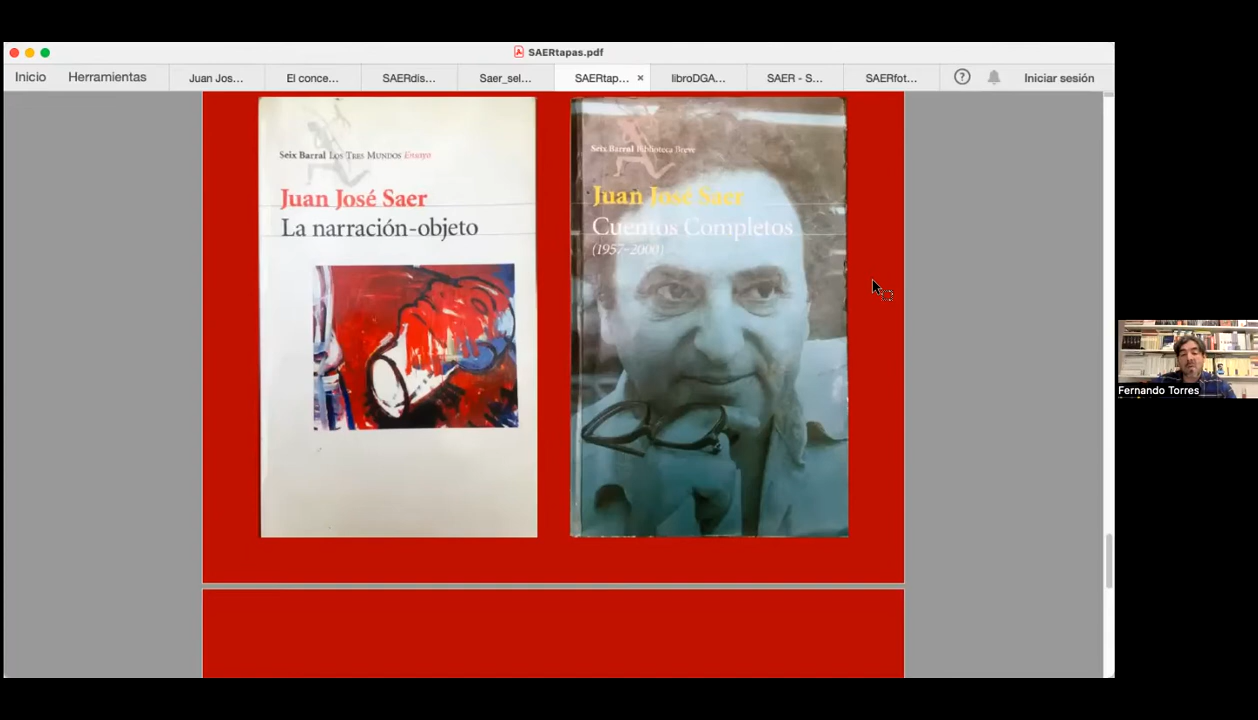 SAERtapas.pdf
Inicio
Herramientas
Juan Jos...
El conce...
SAERdis...
Saer_sel...
SAERtap...
libroDGA...
SAER - S...
SAERfot...
Iniciar sesión
Seix Barral Los Tres Mundos Ensayo
Juan José Saer
La narración-objeto
Seix Barral Biblioteca Breve
Juan José Saer
Cuentos Completos
(1957-2000)
Fernando Torres